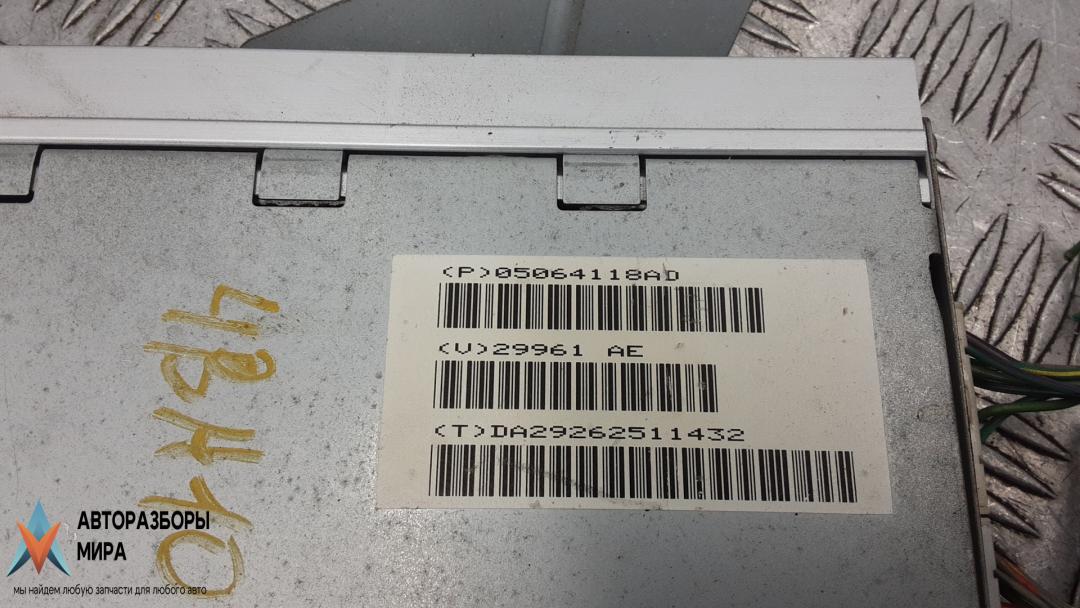 (P)05064118AD
(V)29961 AE
(T)DA29262511432
АВТОРАЗБОРЫ
МИРА
мы найдем любую запчасти для любого авто